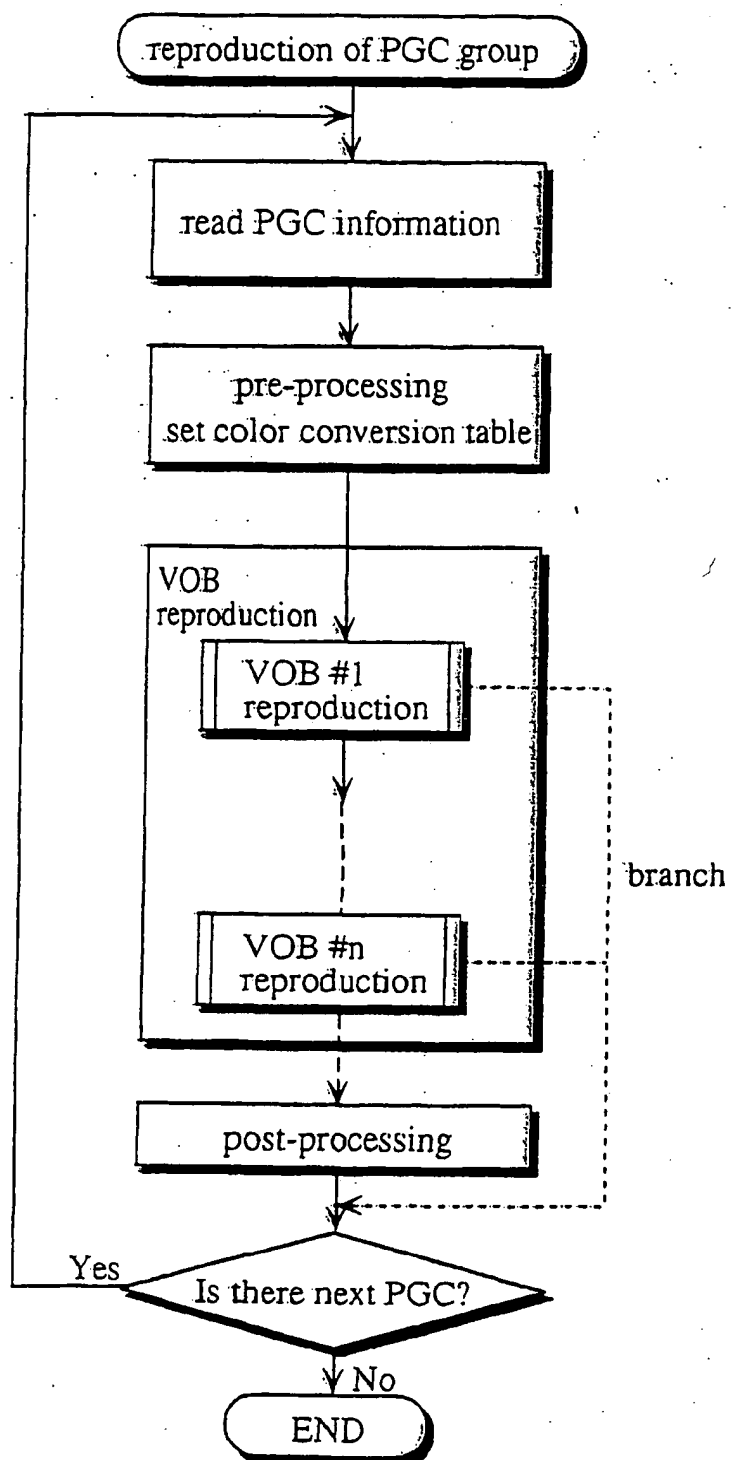 reproduction of PGC group
read PGC information
pre-processing
set color conversion table
VOB
reproduction
VOB #1
reproduction
branch
VOB #n
reproduction
post-processing
Yes
Is there next PGC?
No
END